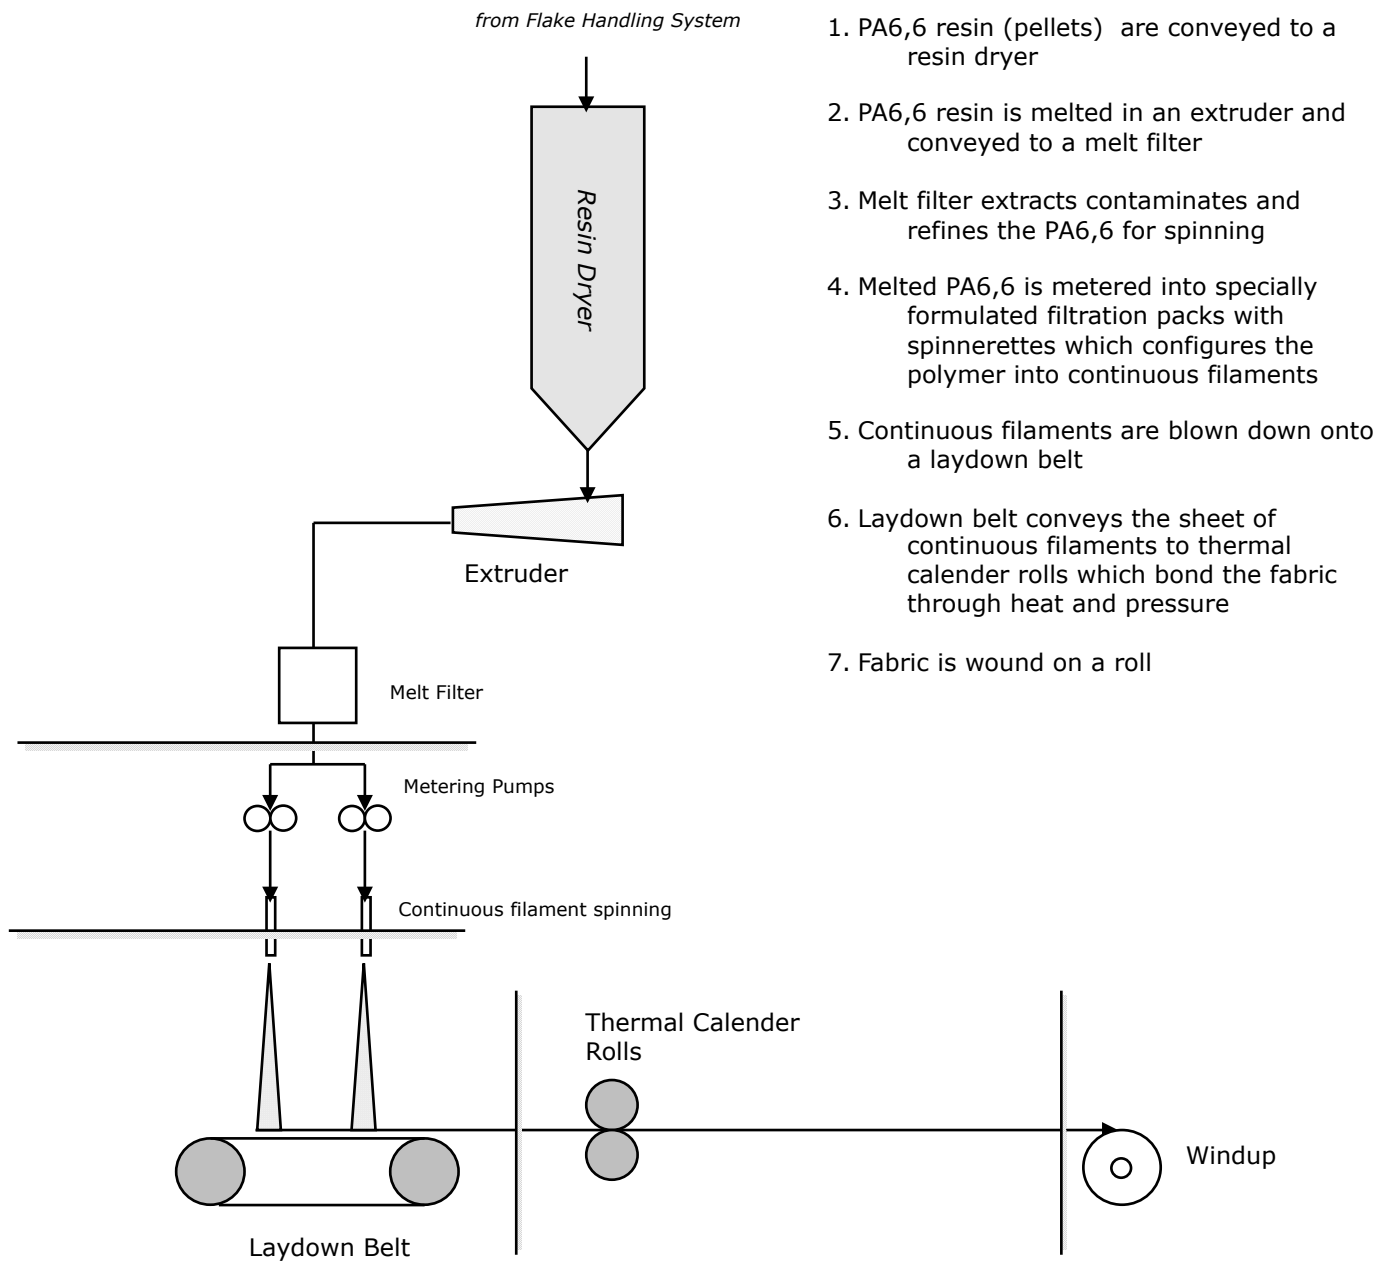 from Flake Handling System
1. PA6,6 resin (pellets)  are conveyed to a
resin dryer
2. PA6,6 resin is melted in an extruder and
conveyed to a melt filter
3. Melt filter extracts contaminates and
refines the PA6,6 for spinning
4. Melted PA6,6 is metered into specially
formulated filtration packs with
spinnerettes which configures the
polymer into continuous filaments
5. Continuous filaments are blown down onto
a laydown belt
6. Laydown belt conveys the sheet of
continuous filaments to thermal
calender rolls which bond the fabric
through heat and pressure
7. Fabric is wound on a roll
Resin Dryer
Extruder
Melt Filter
Metering Pumps
Continuous filament spinning
Thermal Calender
Rolls
Windup
Laydown Belt